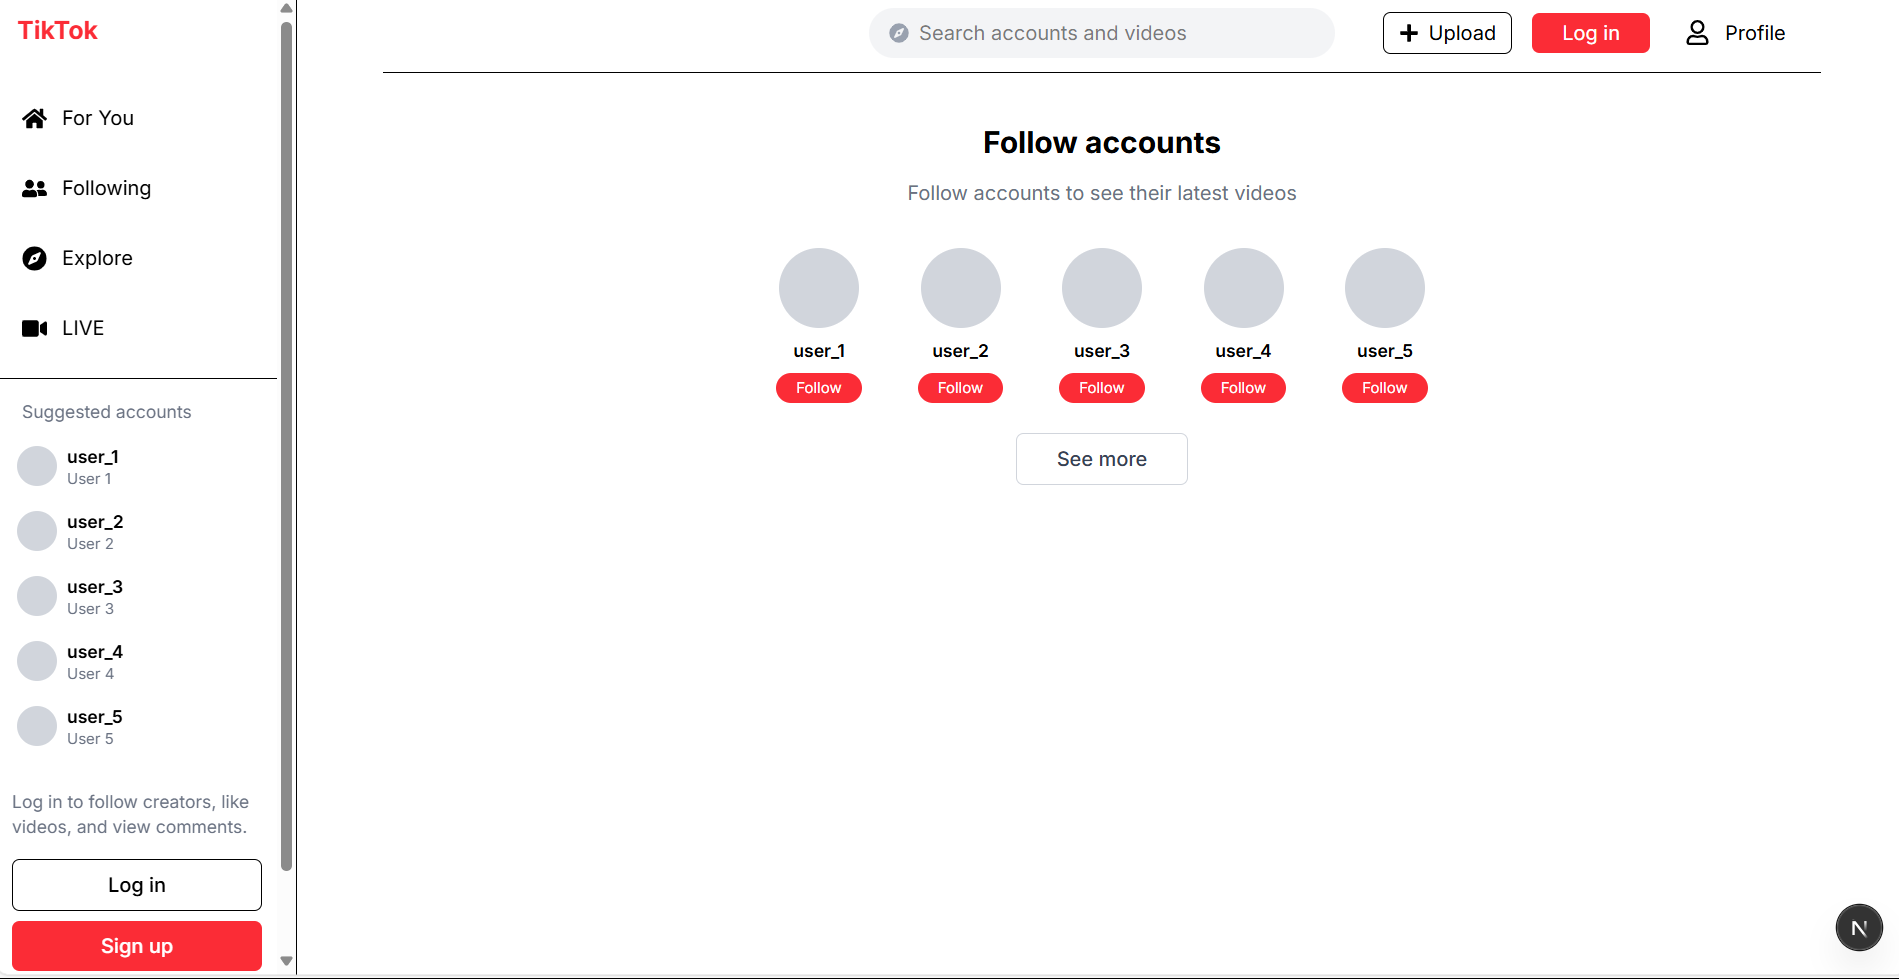 TikTok
For You
Following
Explore
LIVE
Suggested accounts
user_1
User 1
user_2
User 2
user_3
User 3
user_4
User 4
user_5
User 5
Log in to follow creators, like
videos, and view comments.
Log in
Sign up
Search accounts and videos
Upload
Log in
Profile
Follow accounts
Follow accounts to see their latest videos
user_1 user_2 user_3 user_4 user_5
Follow Follow Follow Follow Follow
See more
N